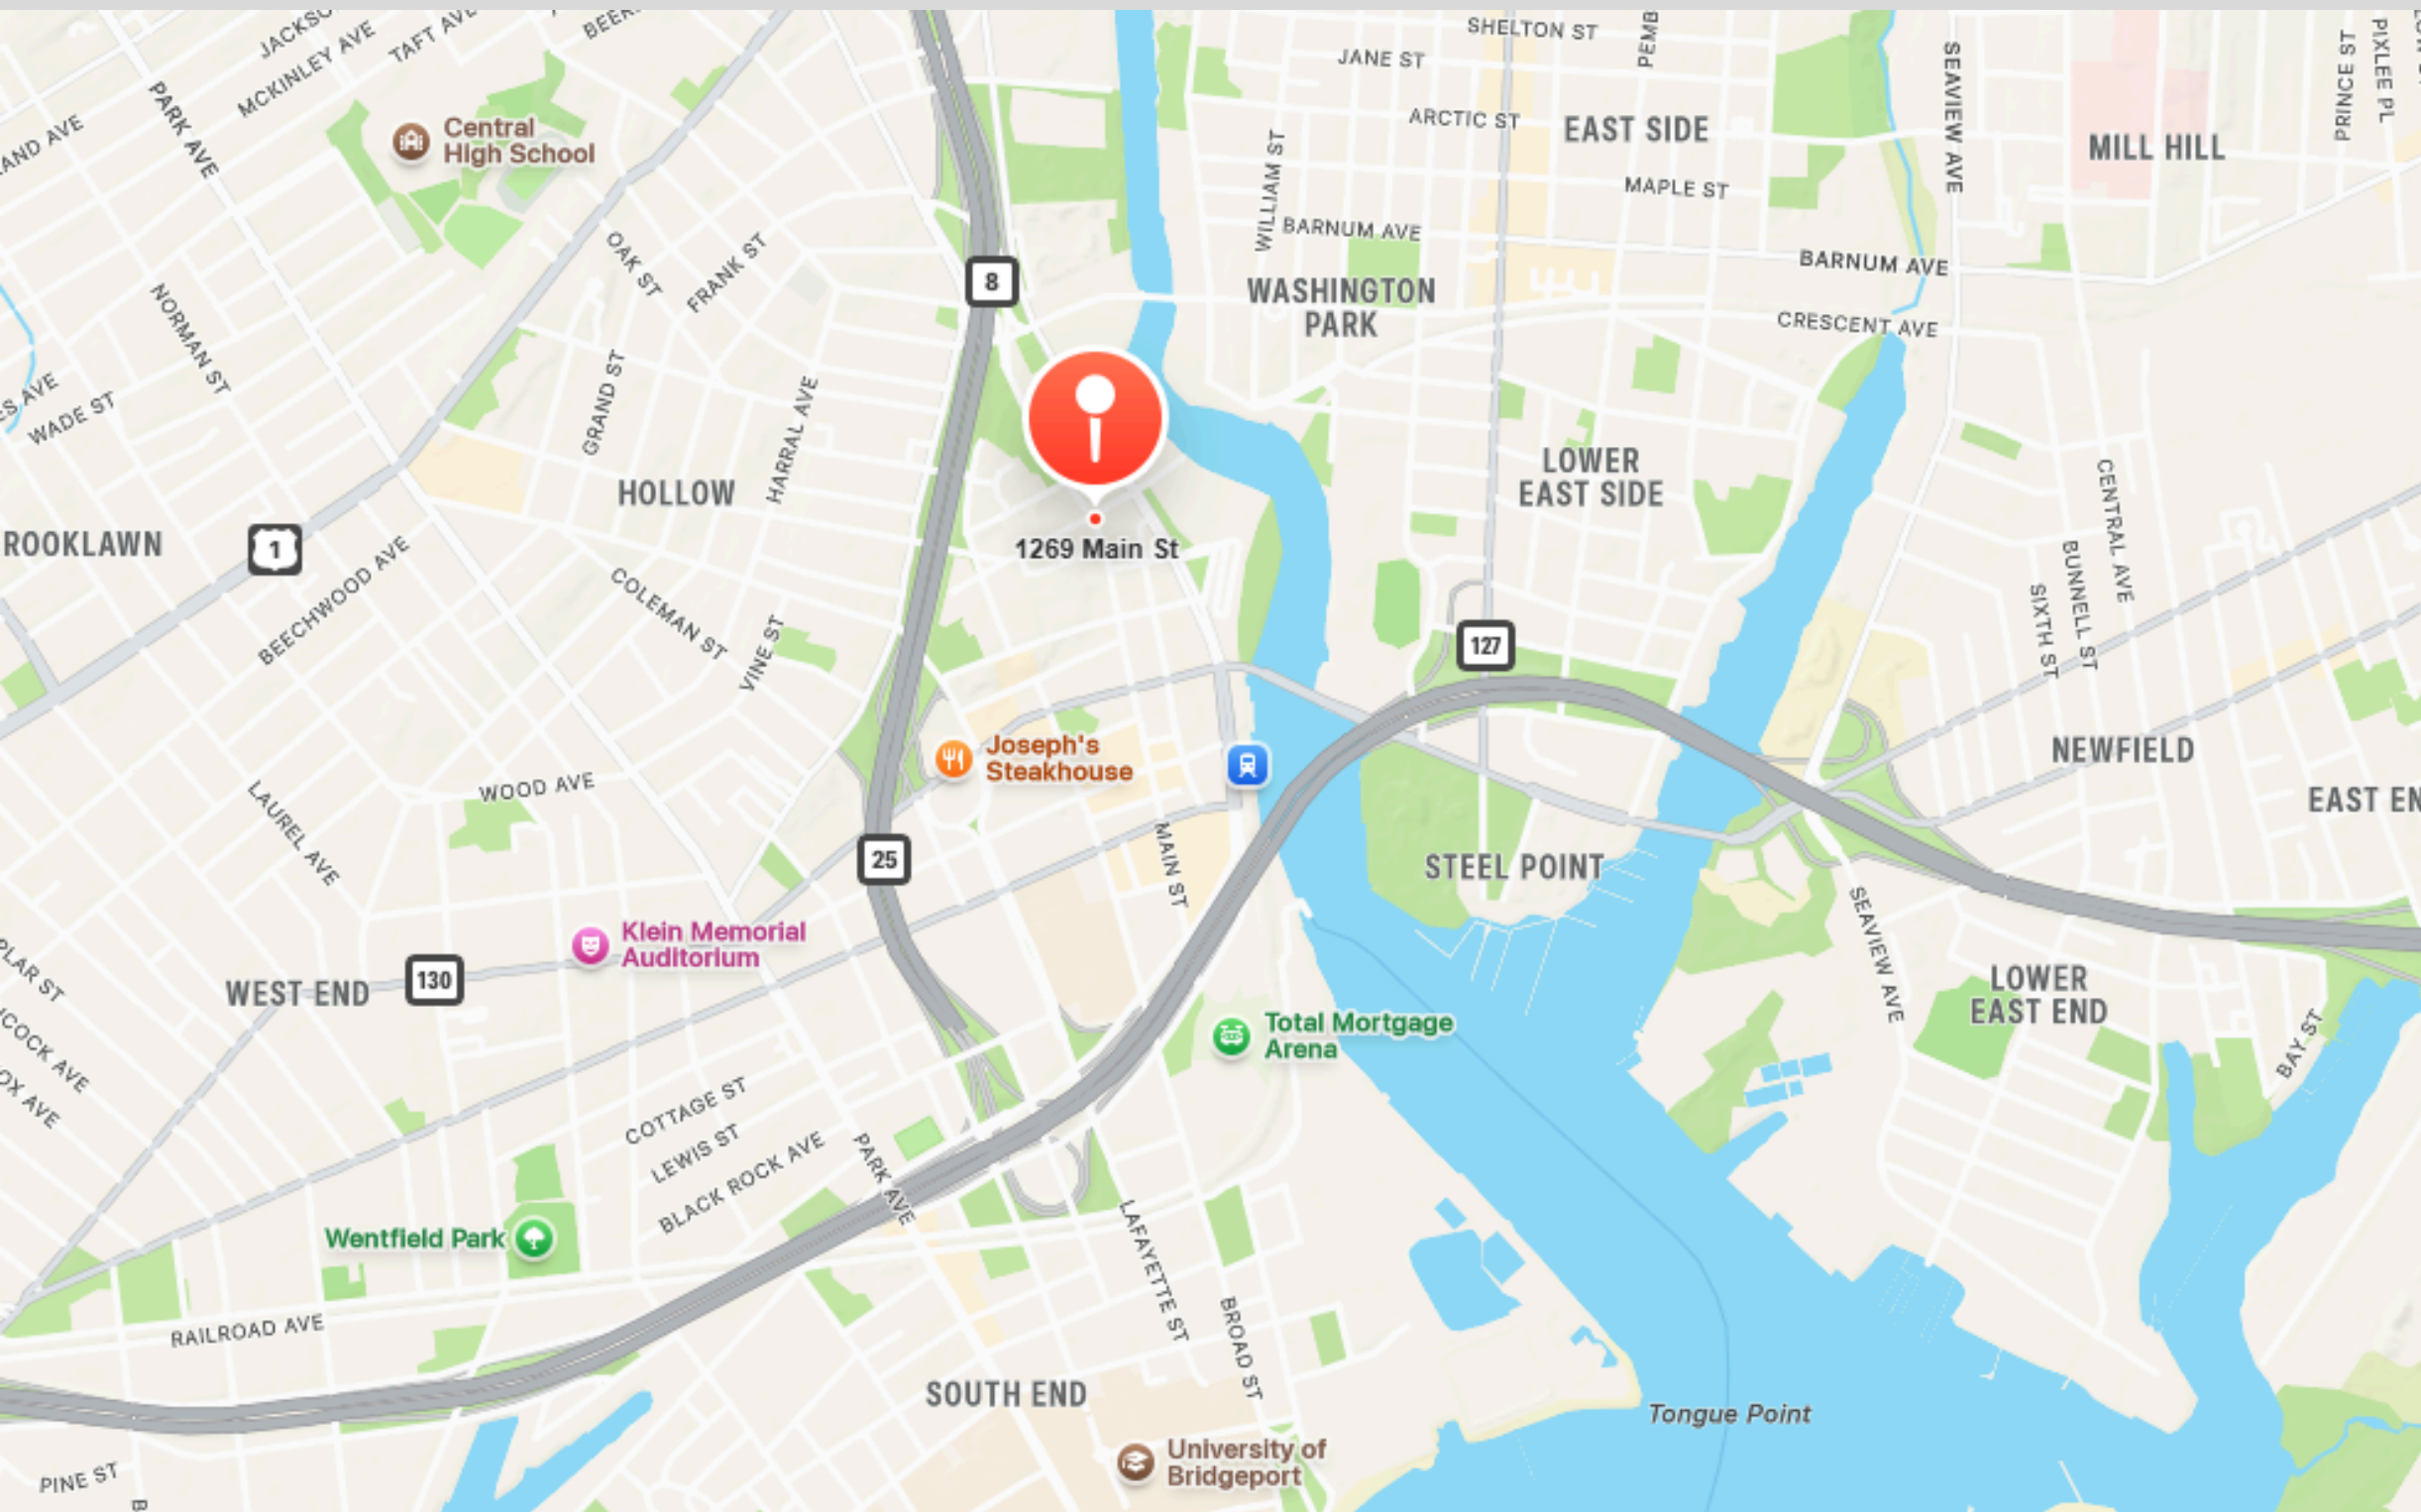 SHELTON ST
JANE ST
TAFT AVE
MCKINLEY AVE
PARK AVE
SEAVIEW AVE
PRINCE ST
PIXLEE PL
ARCTIC ST
EAST SIDE
MILL HILL
Central
High School
MAPLE ST
WILLIAM ST
BARNUM AVE
BARNUM AVE
OAK ST
FRANK ST
8
WASHINGTON
PARK
CRESCENT AVE
NORMAN ST
WADE ST
GRAND ST
HARRAL AVE
HOLLOW
LOWER
EAST SIDE
1269 Main St
ROOKLAWN
1
BEECHWOOD AVE
COLEMAN ST
VINE ST
127
CENTRAL AVE
BUNNELL ST
SIXTH ST
NEWFIELD
EAST EN
Joseph's
Steakhouse
WOOD AVE
LAUREL AVE
25
MAIN ST
STEEL POINT
SEAVIEW AVE
Klein Memorial
Auditorium
WEST END
130
LOWER
EAST END
BAY ST
Total Mortgage
Arena
PLAR ST
COCK AVE
OX AVE
COTTAGE ST
LEWIS ST
BLACK ROCK AVE
PARK AVE
Wentfield Park
LAFAYETTE ST
BROAD ST
RAILROAD AVE
SOUTH END
Tongue Point
University of
Bridgeport
PINE ST